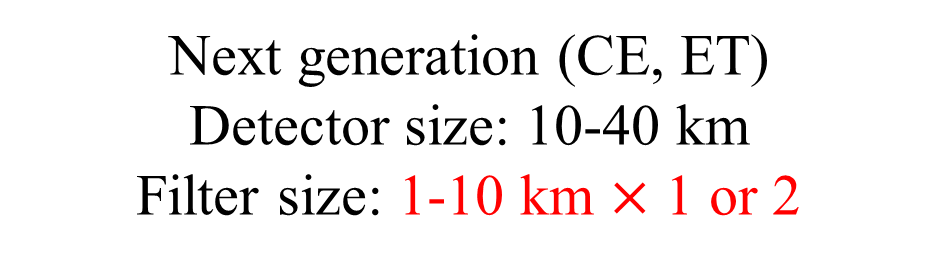 Next generation (CE, ET)
Detector size: 10-40 km
Filter size: 1-10 km × 1 or 2